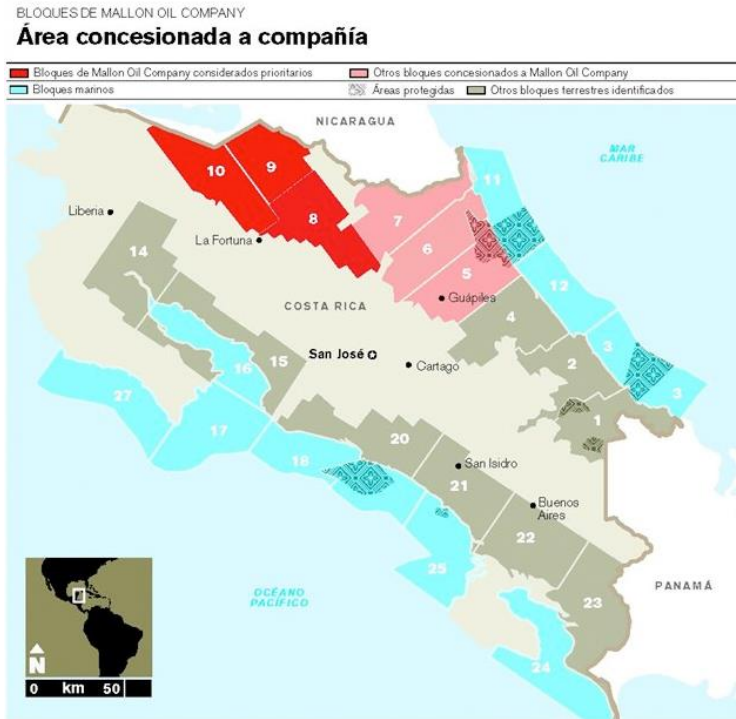 BLOQUES DE MALLON OIL COMPANY
Área concesionada a compañía
Bloques de Mallon Oil Company considerados prioritarios
Otros bloques concesionados a Mallon Oil Company
Bloques marinos
Áreas protegidas
Otros bloques terrestres identificados
NICARAGUA
MAR
CARIBE
10
9
11
Liberia
8
7
La Fortuna
6
14
5
12
Guápiles
COSTA RICA
4
3
San José
Cartago
2
15
16
3
27
1
17
20
18
San Isidro
21
Buenos
Aires
22
25
PANAMÁ
OCÉANO
PACÍFICO
23
24
N
0 km 50